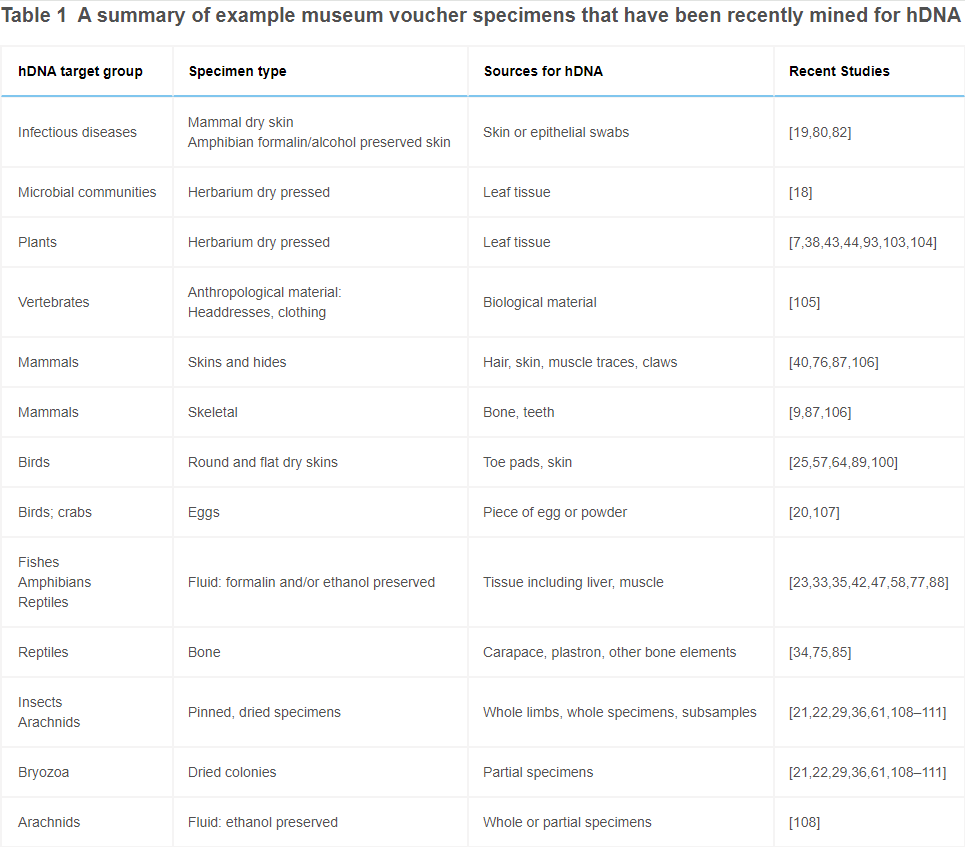 Table 1 A summary of example museum voucher specimens that have been recently mined for hDNA
hDNA target group Specimen type Sources for hDNA Recent Studies
Infectious diseases Mammal dry skin
Amphibian formalin/alcohol preserved skin Skin or epithelial swabs [19,80,82]
Microbial communities Herbarium dry pressed Leaf tissue [18]
Plants Herbarium dry pressed Leaf tissue [7,38,43,44,93,103,104]
Vertebrates Anthropological material:
Headdresses, clothing Biological material [105]
Mammals Skins and hides Hair, skin, muscle traces, claws [40,76,87,106]
Mammals Skeletal Bone, teeth [9,87,106]
Birds Round and flat dry skins Toe pads, skin [25,57,64,89,100]
Birds; crabs Eggs Piece of egg or powder [20,107]
Fishes
Amphibians
Reptiles Fluid: formalin and/or ethanol preserved Tissue including liver, muscle [23,33,35,42,47,58,77,88]
Reptiles Bone Carapace, plastron, other bone elements [34,75,85]
Insects
Arachnids Pinned, dried specimens Whole limbs, whole specimens, subsamples [21,22,29,36,61,108–111]
Bryozoa Dried colonies Partial specimens [21,22,29,36,61,108–111]
Arachnids Fluid: ethanol preserved Whole or partial specimens [108]